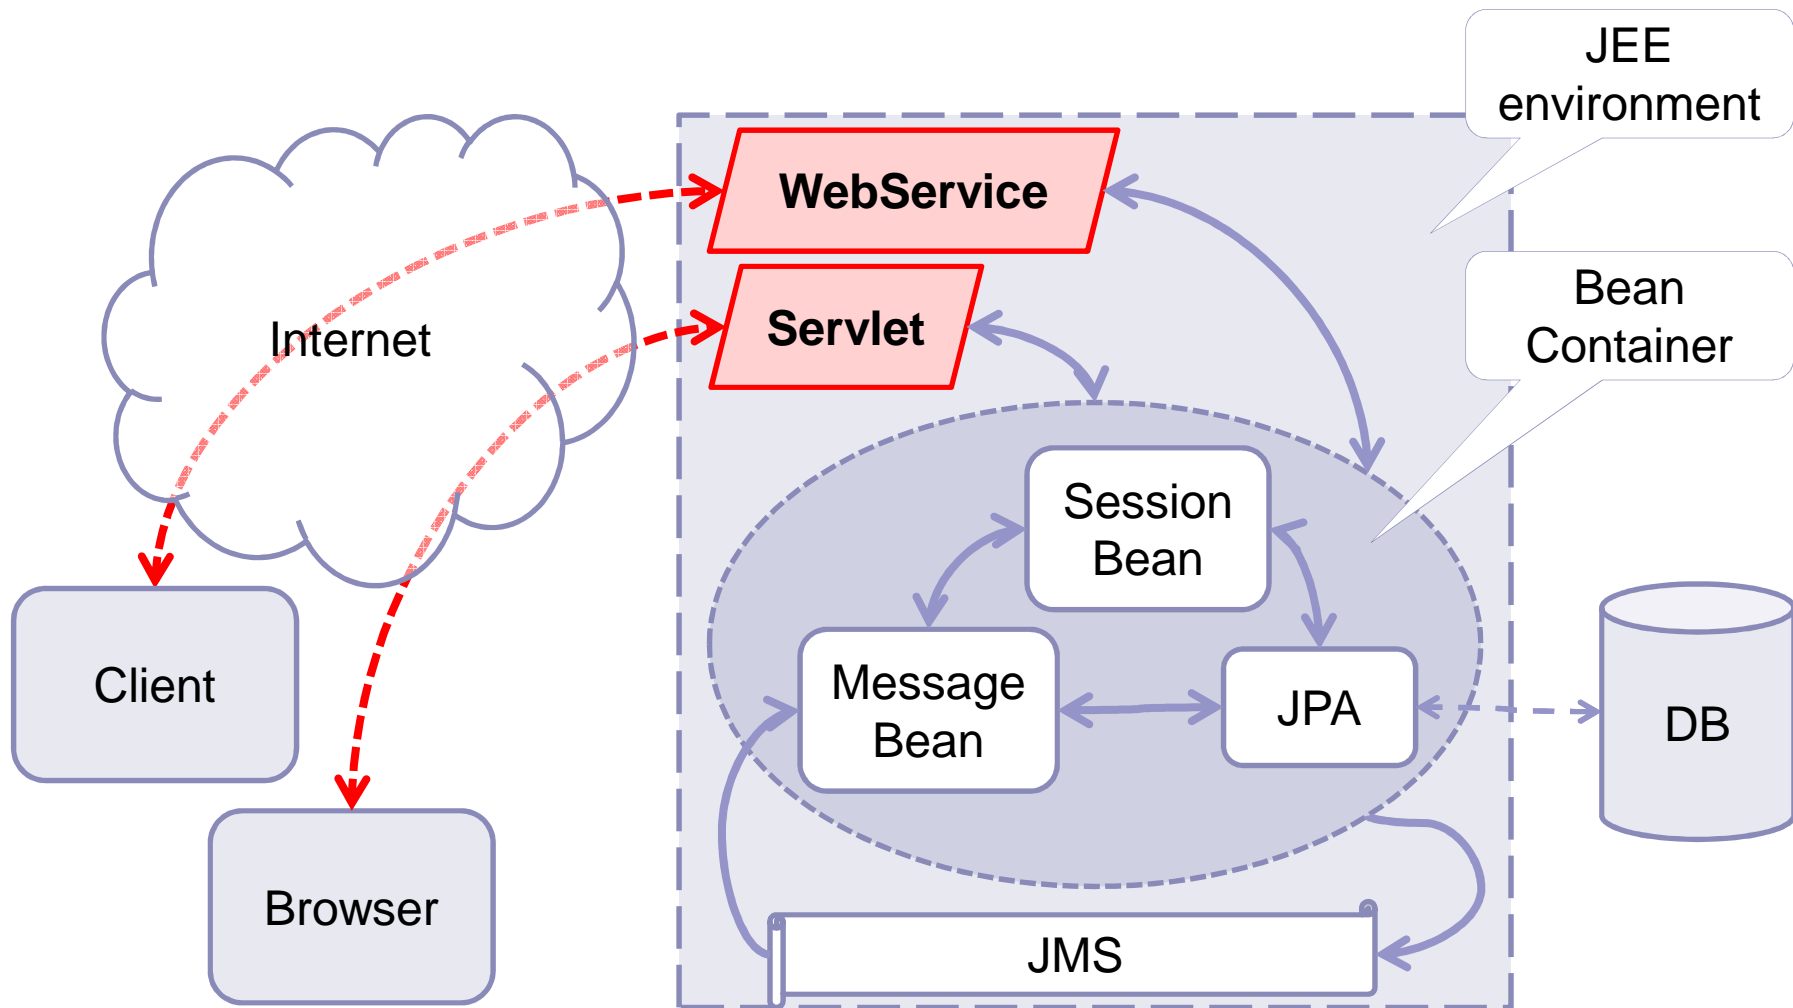 JEE
environment
WebService
Bean
Container
Servlet
Internet
Session
Bean
Client
Message
Bean
JPA
DB
Browser
JMS